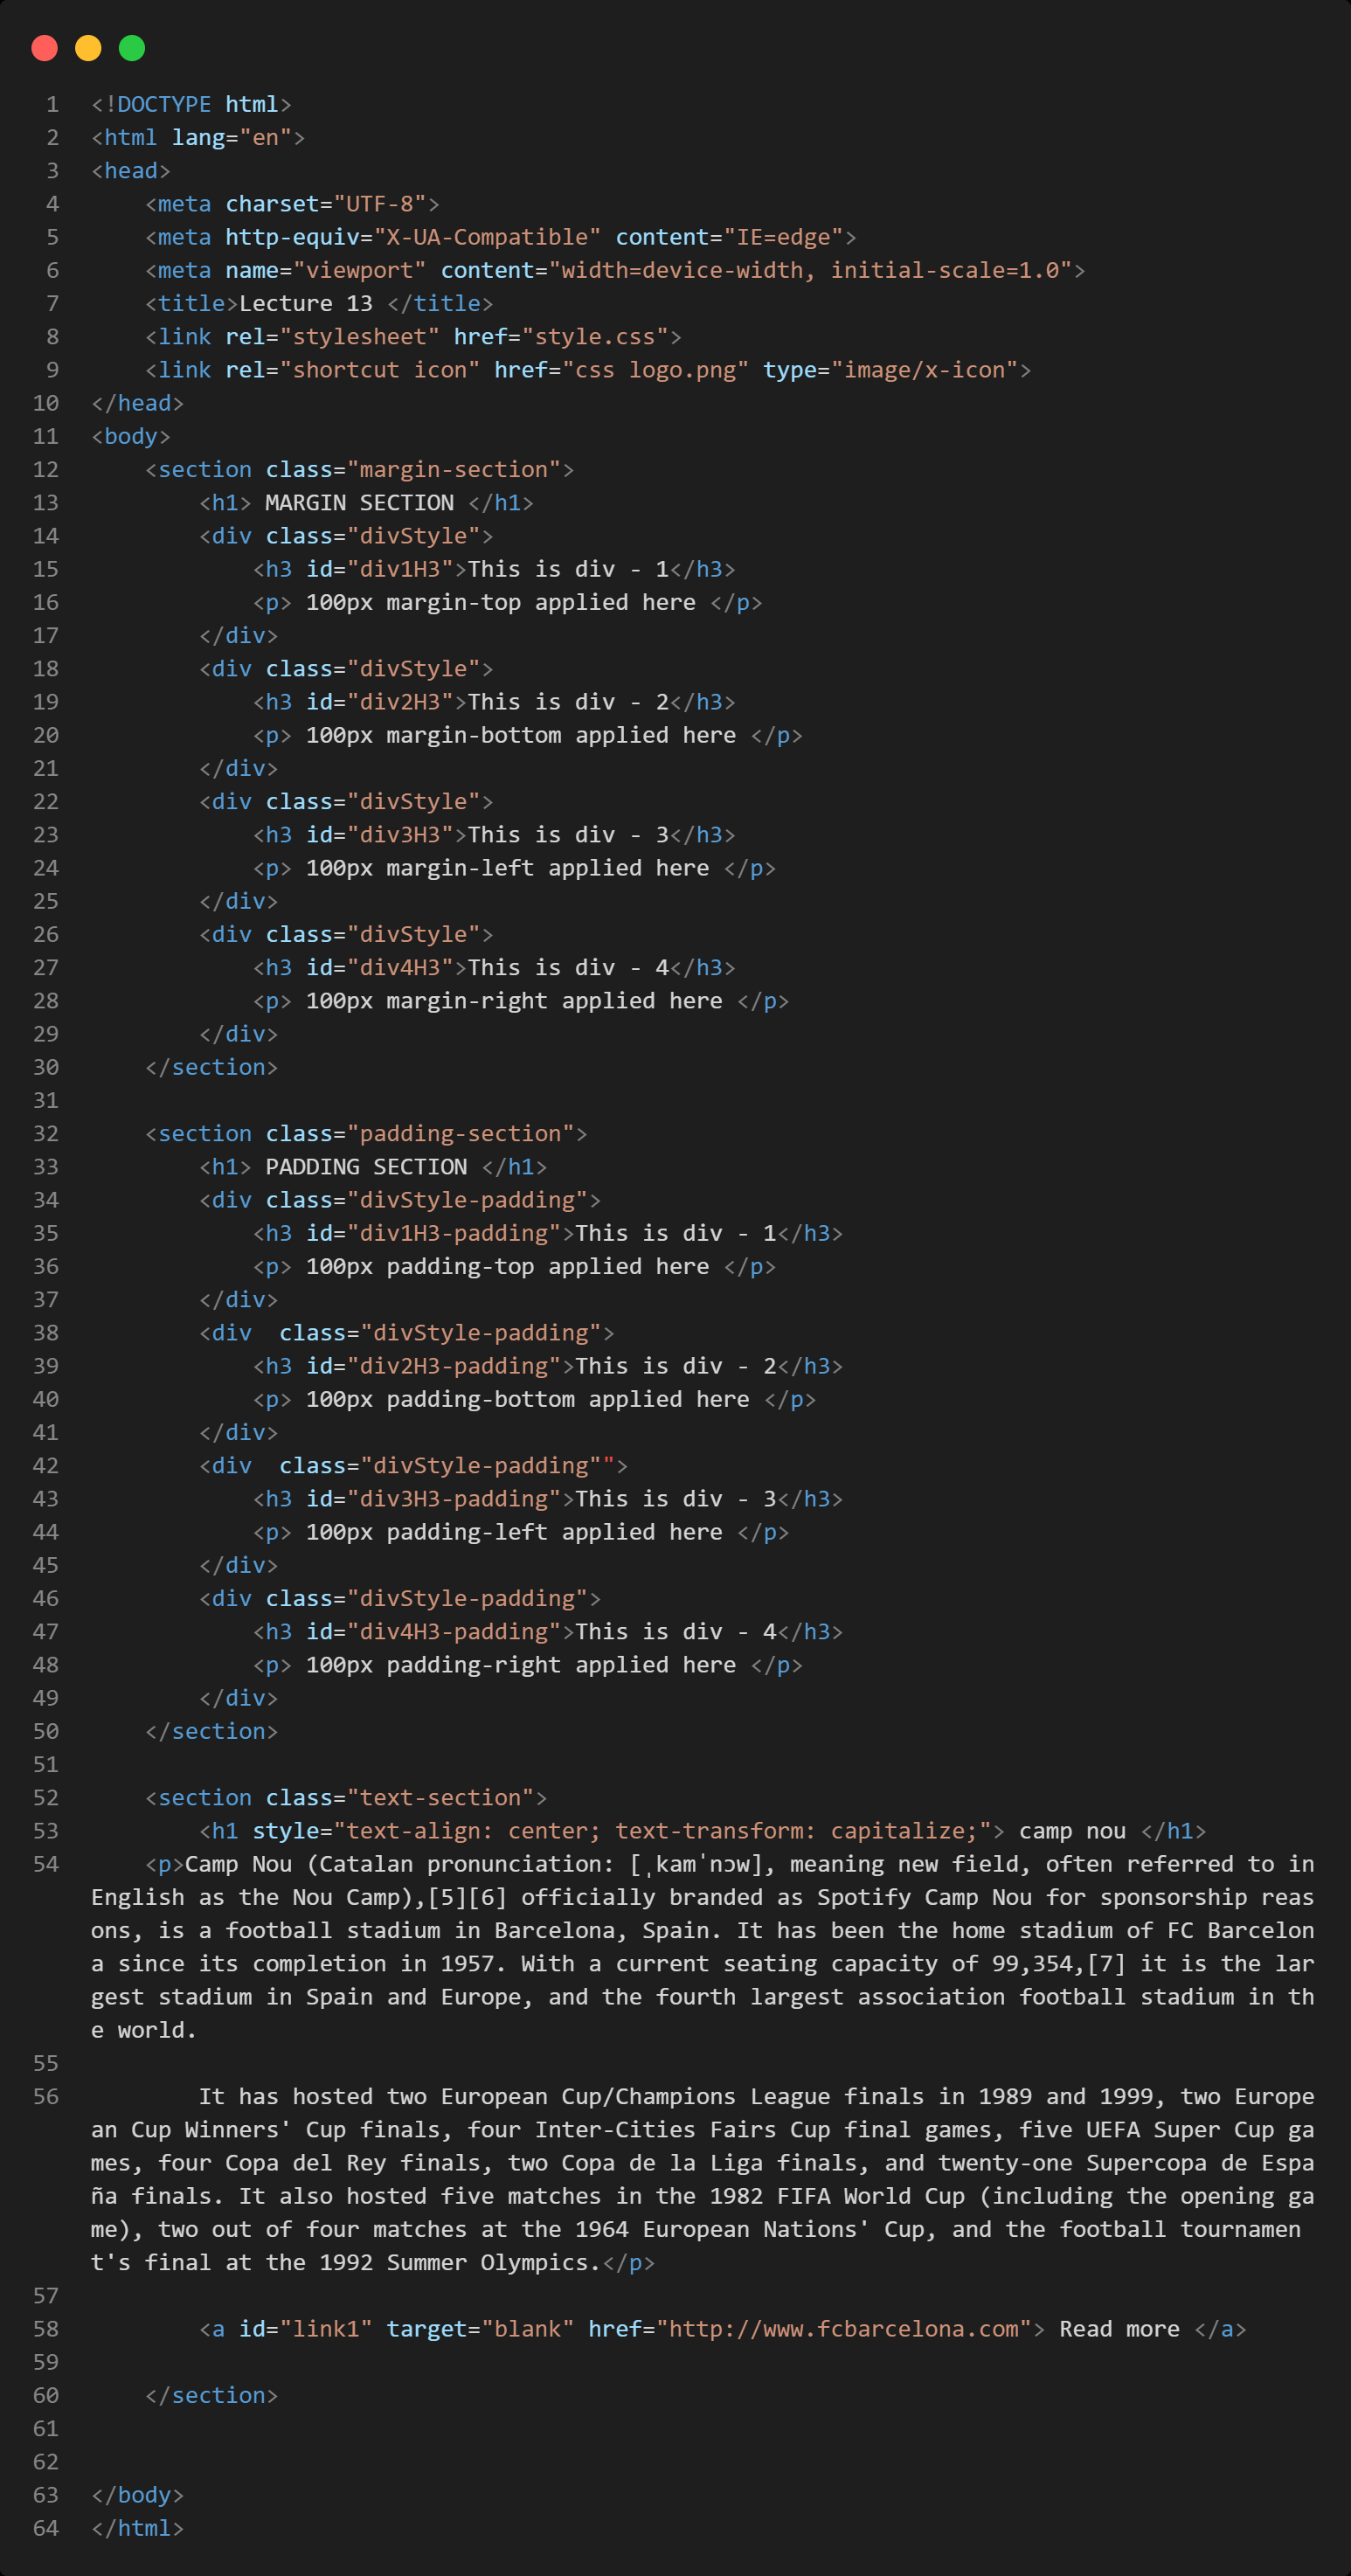 1 <!DOCTYPE html>
2 <html lang="en">
3 <head>
4     <meta charset="UTF-8">
5     <meta http-equiv="X-UA-Compatible" content="IE=edge">
6     <meta name="viewport" content="width=device-width, initial-scale=1.0">
7     <title>Lecture 13 </title>
8     <link rel="stylesheet" href="style.css">
9     <link rel="shortcut icon" href="css logo.png" type="image/x-icon">
10 </head>
11 <body>
12     <section class="margin-section">
13         <h1> MARGIN SECTION </h1>
14         <div class="divStyle">
15             <h3 id="div1H3">This is div - 1</h3>
16             <p> 100px margin-top applied here </p>
17         </div>
18         <div class="divStyle">
19             <h3 id="div2H3">This is div - 2</h3>
20             <p> 100px margin-bottom applied here </p>
21         </div>
22         <div class="divStyle">
23             <h3 id="div3H3">This is div - 3</h3>
24             <p> 100px margin-left applied here </p>
25         </div>
26         <div class="divStyle">
27             <h3 id="div4H3">This is div - 4</h3>
28             <p> 100px margin-right applied here </p>
29         </div>
30     </section>
31
32     <section class="padding-section">
33         <h1> PADDING SECTION </h1>
34         <div class="divStyle-padding">
35             <h3 id="div1H3-padding">This is div - 1</h3>
36             <p> 100px padding-top applied here </p>
37         </div>
38         <div  class="divStyle-padding">
39             <h3 id="div2H3-padding">This is div - 2</h3>
40             <p> 100px padding-bottom applied here </p>
41         </div>
42         <div  class="divStyle-padding"">
43             <h3 id="div3H3-padding">This is div - 3</h3>
44             <p> 100px padding-left applied here </p>
45         </div>
46         <div class="divStyle-padding">
47             <h3 id="div4H3-padding">This is div - 4</h3>
48             <p> 100px padding-right applied here </p>
49         </div>
50     </section>
51
52     <section class="text-section">
53         <h1 style="text-align: center; text-transform: capitalize;"> camp nou </h1>
54     <p>Camp Nou (Catalan pronunciation: [ˌkamˈnɔw], meaning new field, often referred to in
English as the Nou Camp),[5][6] officially branded as Spotify Camp Nou for sponsorship reas
ons, is a football stadium in Barcelona, Spain. It has been the home stadium of FC Barcelon
a since its completion in 1957. With a current seating capacity of 99,354,[7] it is the lar
gest stadium in Spain and Europe, and the fourth largest association football stadium in th
e world.
55
56         It has hosted two European Cup/Champions League finals in 1989 and 1999, two Europe
an Cup Winners' Cup finals, four Inter-Cities Fairs Cup final games, five UEFA Super Cup ga
mes, four Copa del Rey finals, two Copa de la Liga finals, and twenty-one Supercopa de Espa
ña finals. It also hosted five matches in the 1982 FIFA World Cup (including the opening ga
me), two out of four matches at the 1964 European Nations' Cup, and the football tournamen
t's final at the 1992 Summer Olympics.</p>
57
58         <a id="link1" target="blank" href="http://www.fcbarcelona.com"> Read more </a>
59
60     </section>
61
62
63 </body>
64 </html>